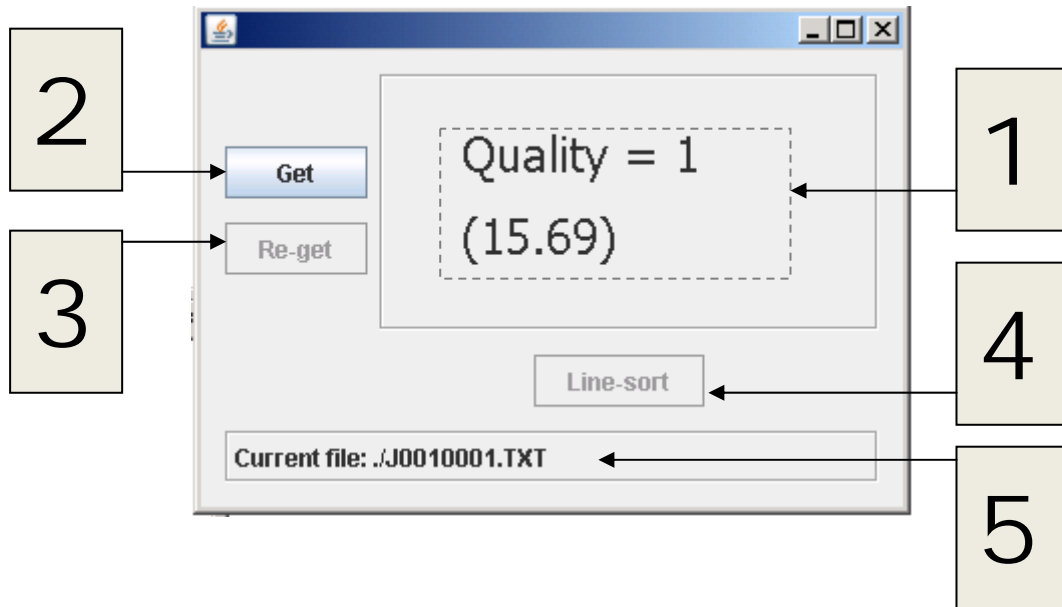 2
Quality = 1
1
Get
(15.69)
Re-get
3
4
Line-sort
Current file: ./J0010001.TXT
5